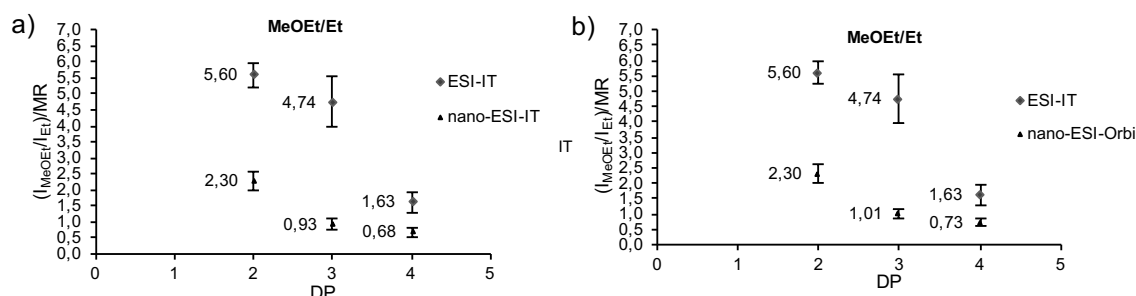 a)
MeOEt/Et
(I_MeOEt/I_Et)/MR
7,0
6,5
6,0
5,5
5,0
4,5
4,0
3,5
3,0
2,5
2,0
1,5
1,0
0,5
0,0
5,60
4,74
2,30
0,93
1,63
0,68
ESI-IT
nano-ESI-IT
0 1 2 3 4 5
DP
b)
MeOEt/Et
IT
(I_MeOEt/I_Et)/MR
7,0
6,5
6,0
5,5
5,0
4,5
4,0
3,5
3,0
2,5
2,0
1,5
1,0
0,5
0,0
5,60
4,74
2,30
1,01
1,63
0,73
ESI-IT
nano-ESI-Orbi
0 1 2 3 4 5
DP